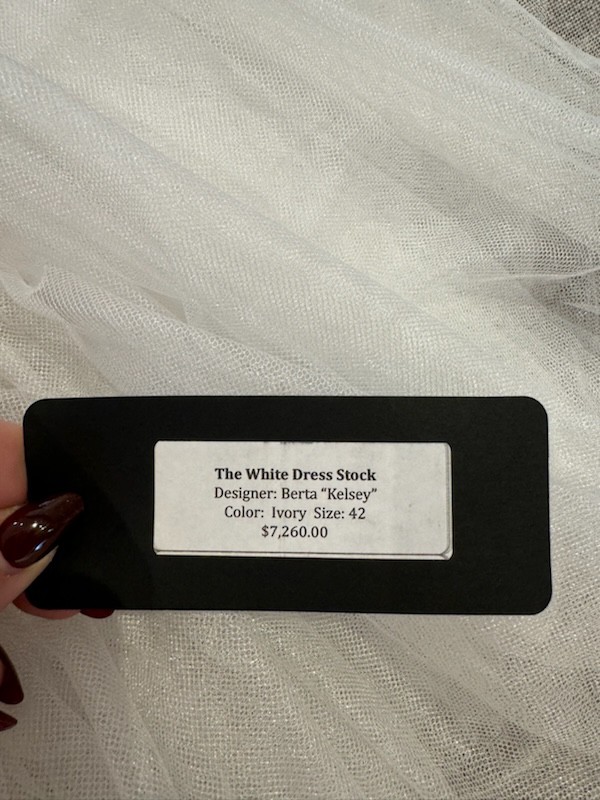 The White Dress Stock
Designer: Berta “Kelsey”
Color: Ivory Size: 42
$7,260.00